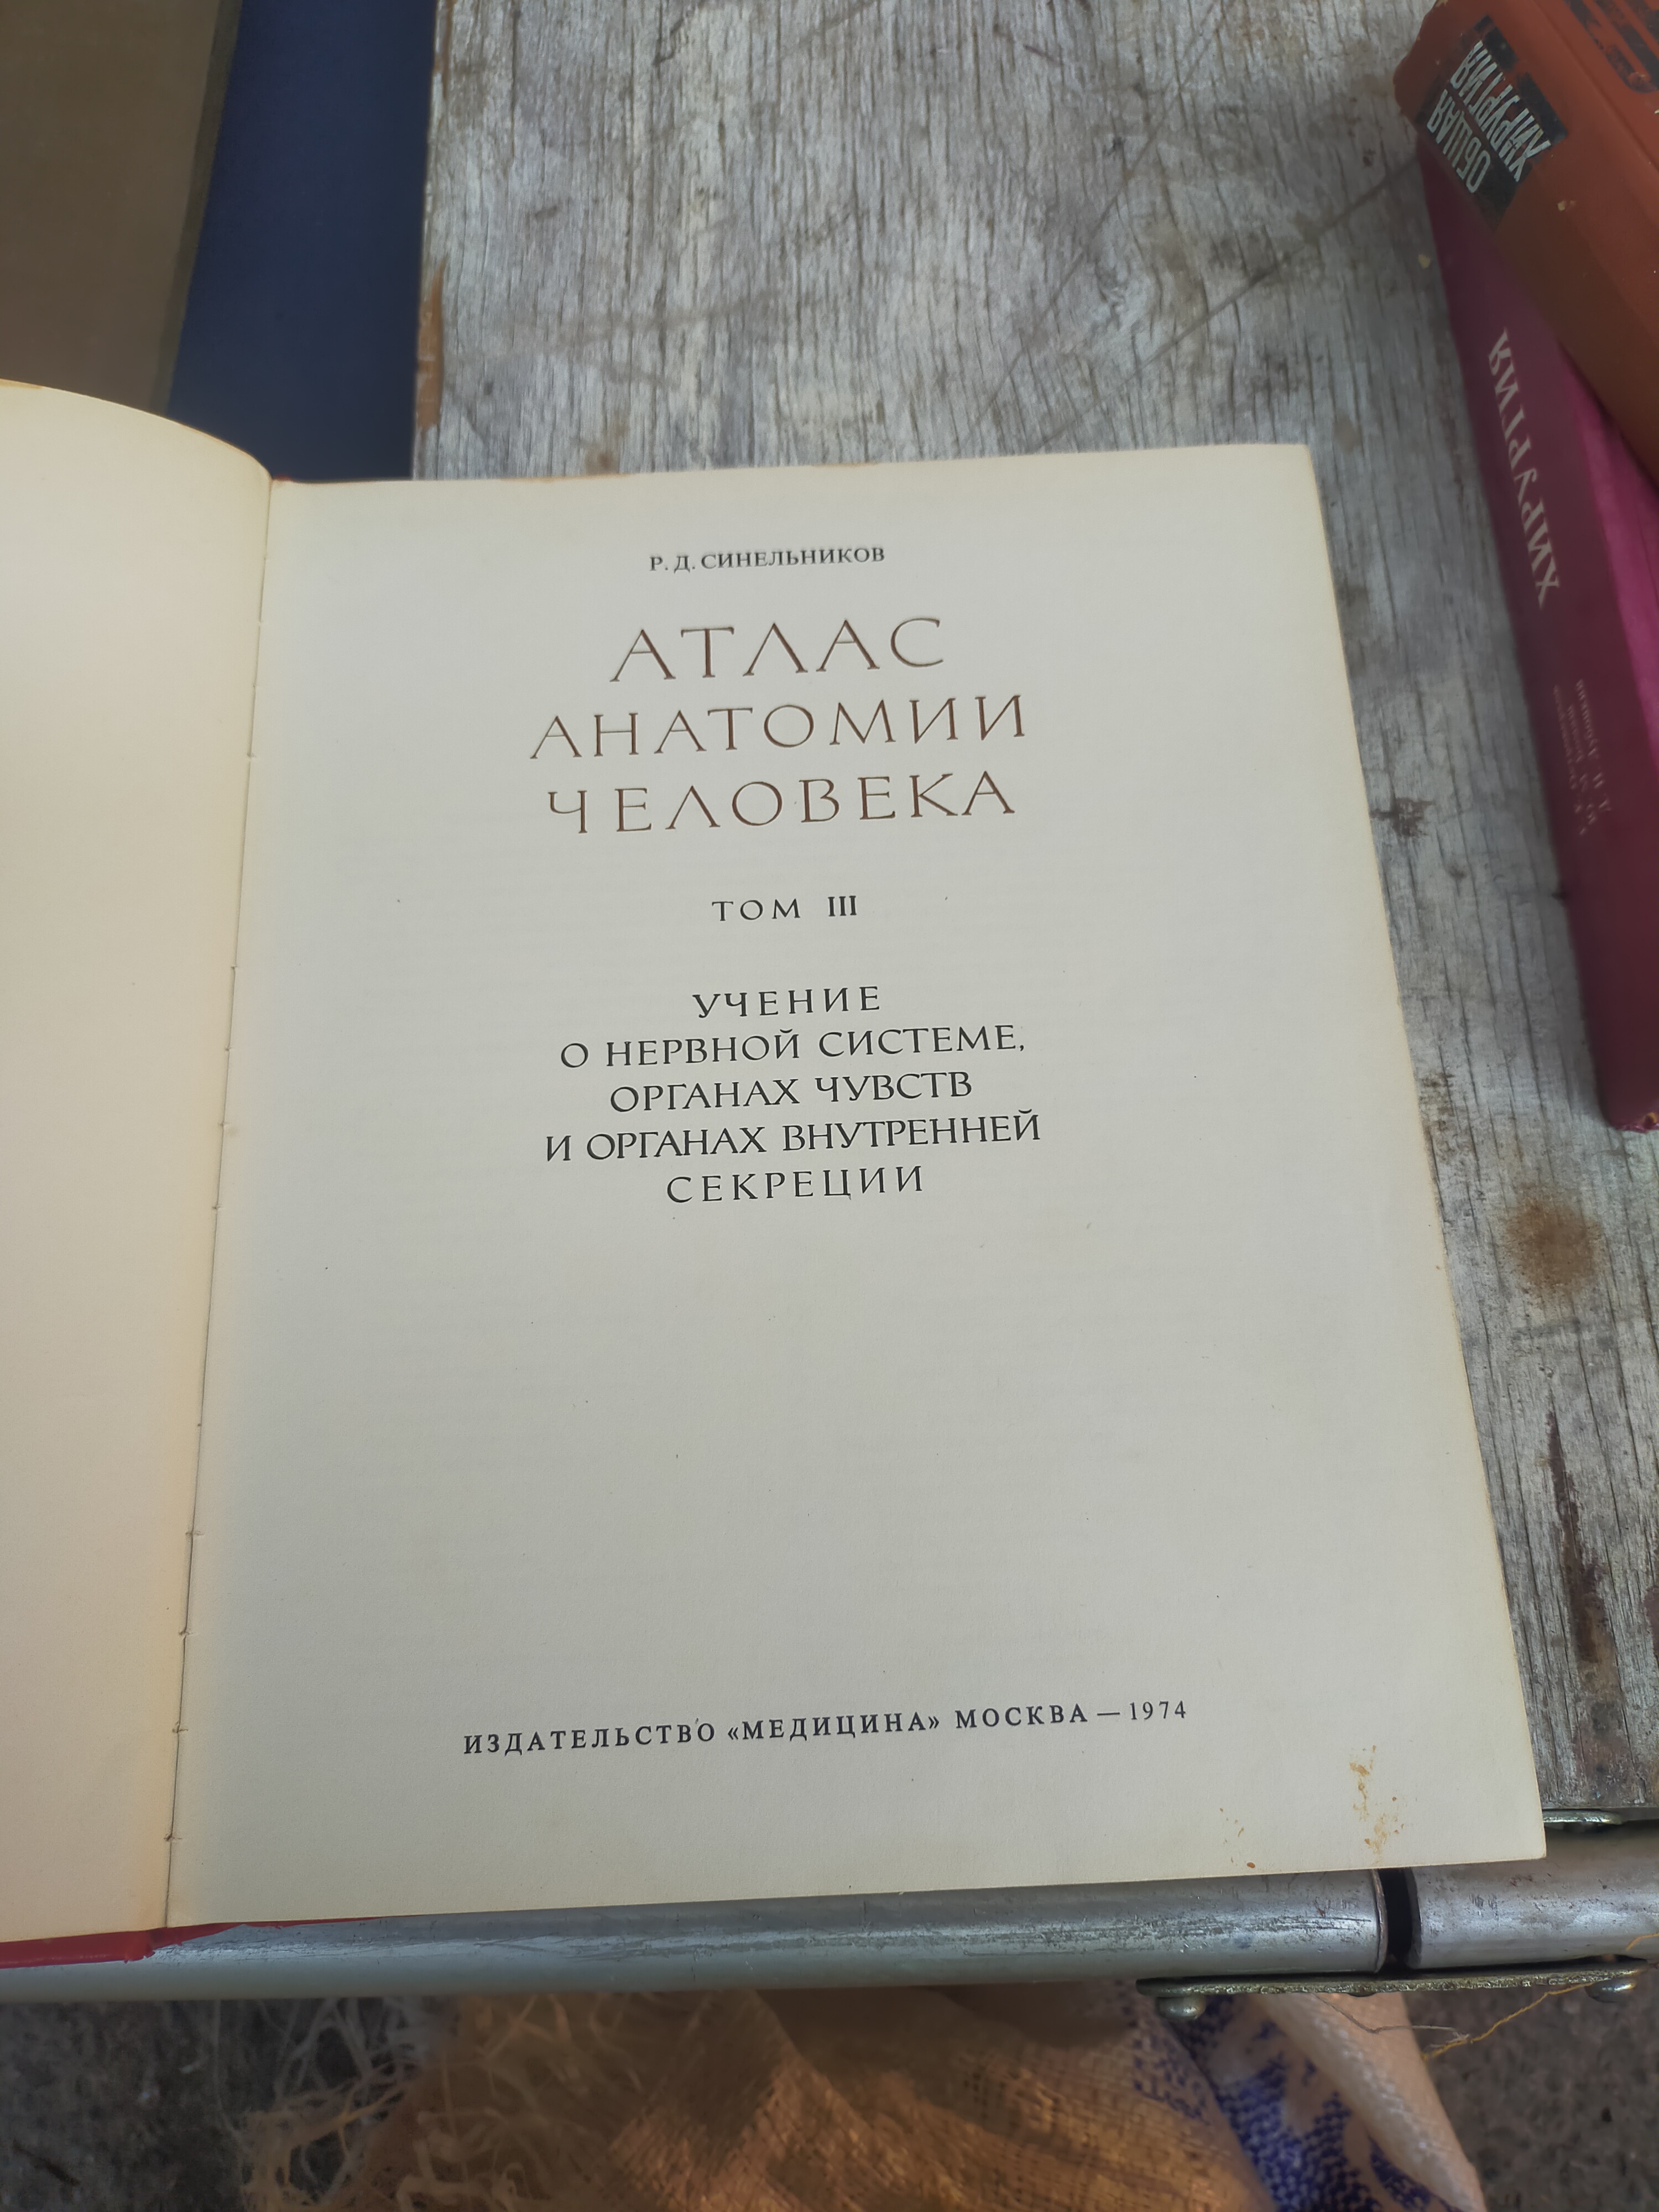 Р. Д. СИНЕЛЬНИКОВ
АТЛАС
АНАТОМИИ
ЧЕЛОВЕКА
ТОМ III
УЧЕНИЕ
О НЕРВНОЙ СИСТЕМЕ,
ОРГАНАХ ЧУВСТВ
И ОРГАНАХ ВНУТРЕННЕЙ
СЕКРЕЦИИ
ИЗДАТЕЛЬСТВО «МЕДИЦИНА» МОСКВА — 1974
ОБЩАЯ
ХИРУРГИЯ
ХИРУРГИЯ